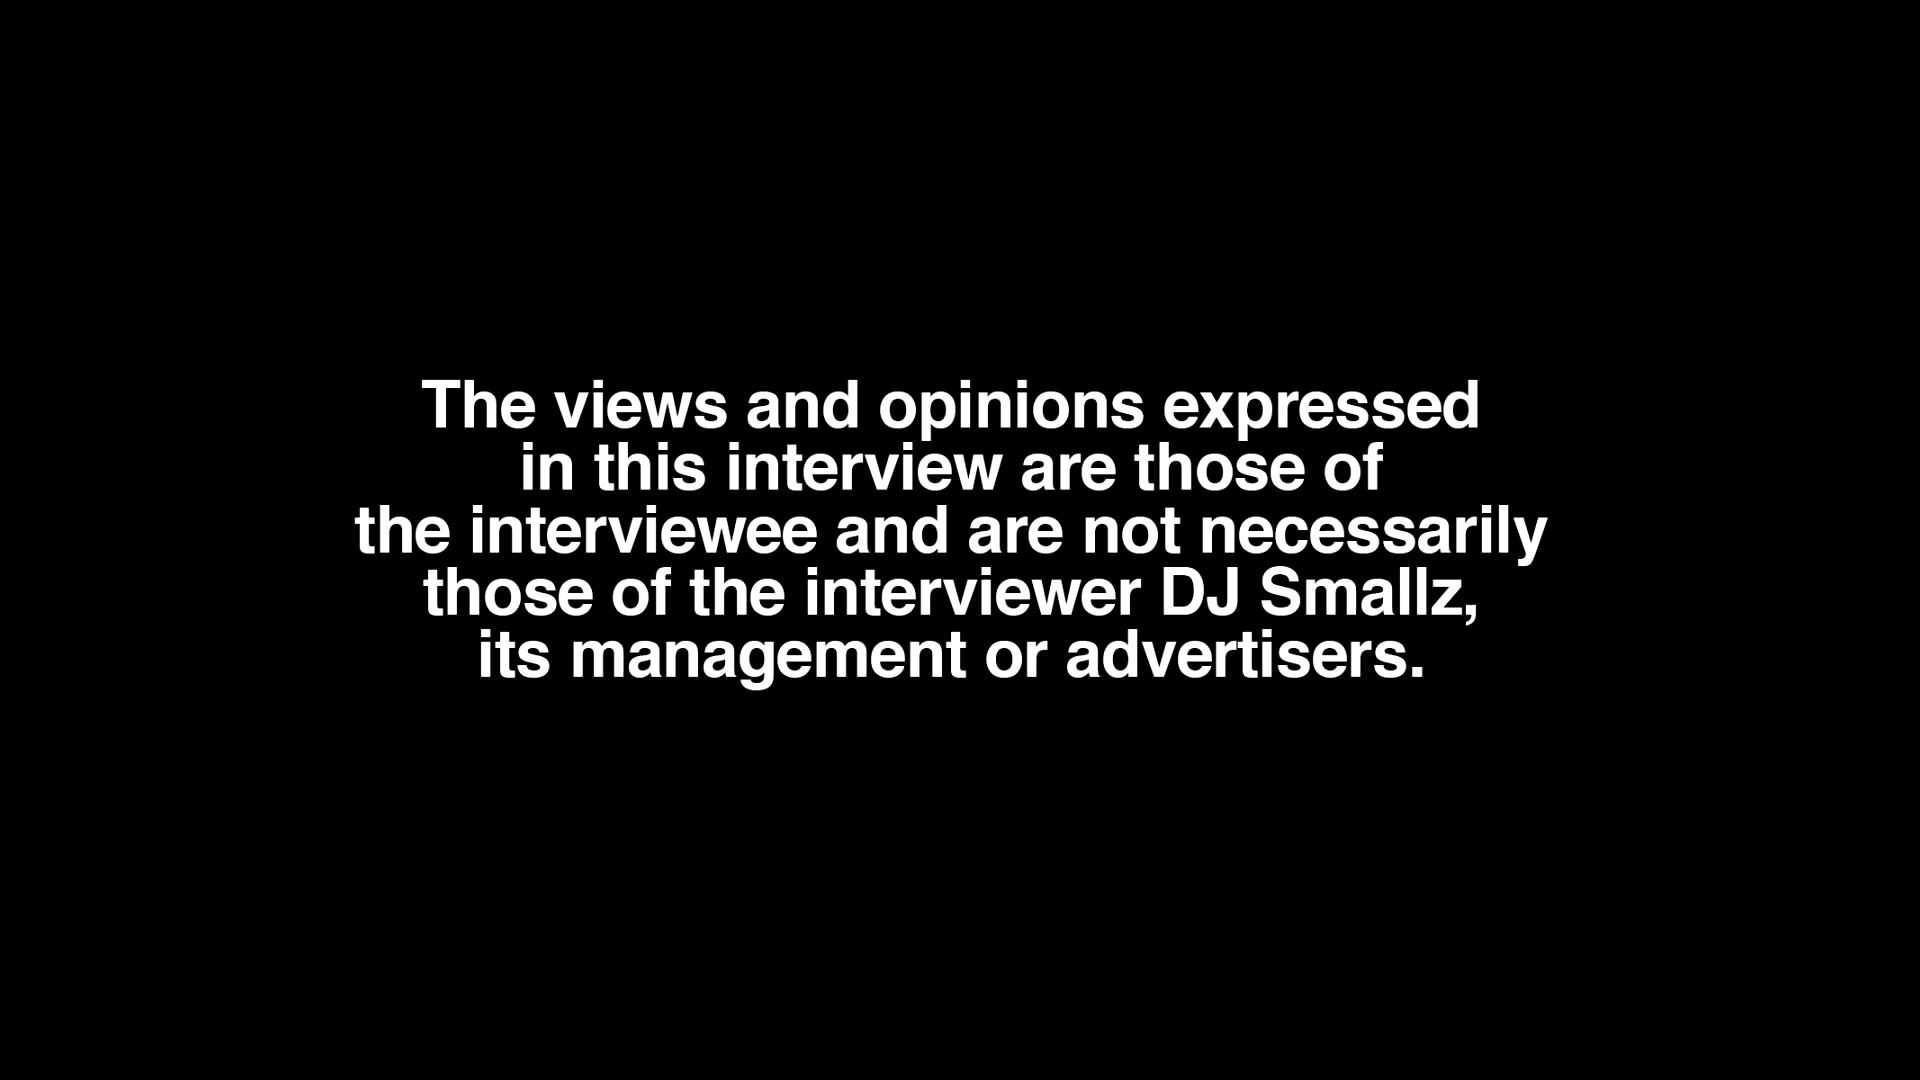 The views and opinions expressed
in this interview are those of
the interviewee and are not necessarily
those of the interviewer DJ Smallz,
its management or advertisers.